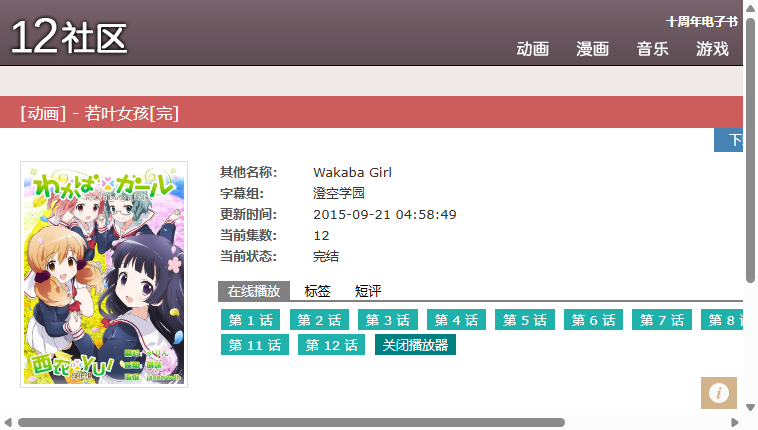 12社区
十周年电子书
动画 漫画 音乐 游戏
[动画] - 若叶女孩[完]
わかば＊ガール
其他名称: Wakaba Girl
字幕组: 澄空学园
更新时间: 2015-09-21 04:58:49
当前集数: 12
当前状态: 完结
在线播放 标签 短评
第 1 话 第 2 话 第 3 话 第 4 话 第 5 话 第 6 话 第 7 话 第 8
第 11 话 第 12 话 关闭播放器